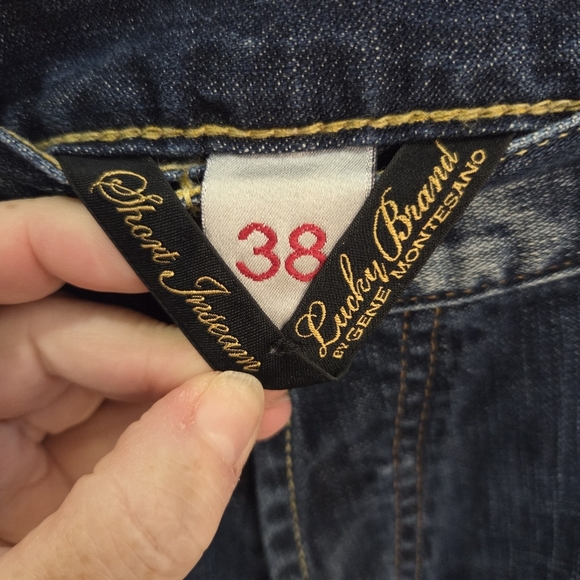 Short Inseam
38
Lucky Brand
BY GENE MONTESANO